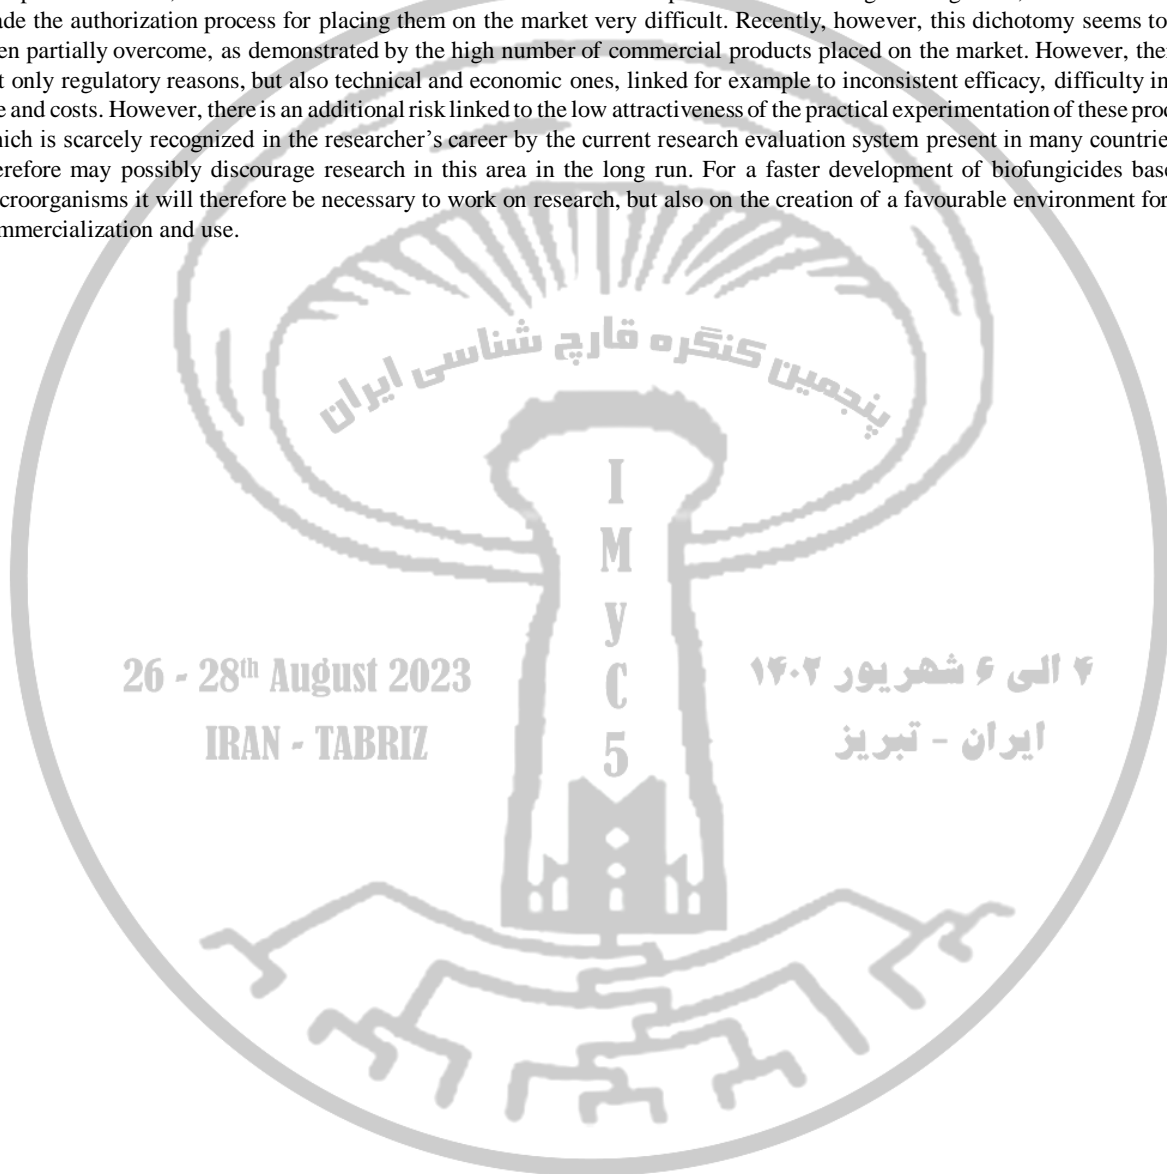 ade the authorization process for placing them on the market very difficult. Recently, however, this dichotomy seems to
en partially overcome, as demonstrated by the high number of commercial products placed on the market. However, the
t only regulatory reasons, but also technical and economic ones, linked for example to inconsistent efficacy, difficulty in
e and costs. However, there is an additional risk linked to the low attractiveness of the practical experimentation of these pro
hich is scarcely recognized in the researcher's career by the current research evaluation system present in many countrie
erefore may possibly discourage research in this area in the long run. For a faster development of biofungicides bas
croorganisms it will therefore be necessary to work on research, but also on the creation of a favourable environment for
mmercialization and use.
پنجمین کنگره قارچ شناسی ایران
I
M
y
C
5
26 - 28th August 2023
IRAN - TABRIZ
۴ الی ۶ شهریور ۱۴۰۲
ایران - تبریز